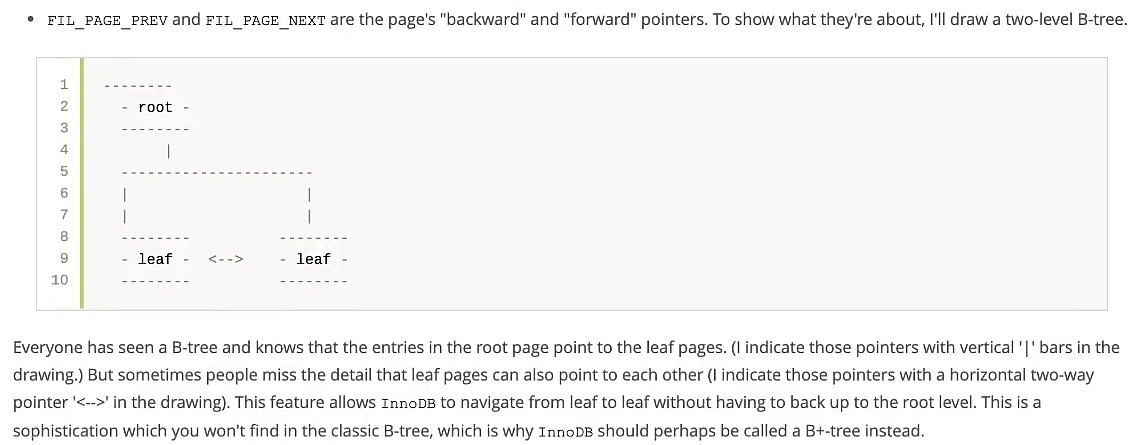 • FIL_PAGE_PREV and FIL_PAGE_NEXT are the page's "backward" and "forward" pointers. To show what they're about, I'll draw a two-level B-tree.
1 --------
2   - root -
3   --------
4        |
5   -----------------------
6   |                      |
7   |                      |
8   --------           --------
9   - leaf -  <-->     - leaf -
10  --------           --------
Everyone has seen a B-tree and knows that the entries in the root page point to the leaf pages. (I indicate those pointers with vertical '|' bars in the
drawing.) But sometimes people miss the detail that leaf pages can also point to each other (I indicate those pointers with a horizontal two-way
pointer '<-->' in the drawing). This feature allows InnoDB to navigate from leaf to leaf without having to back up to the root level. This is a
sophistication which you won't find in the classic B-tree, which is why InnoDB should perhaps be called a B+-tree instead.